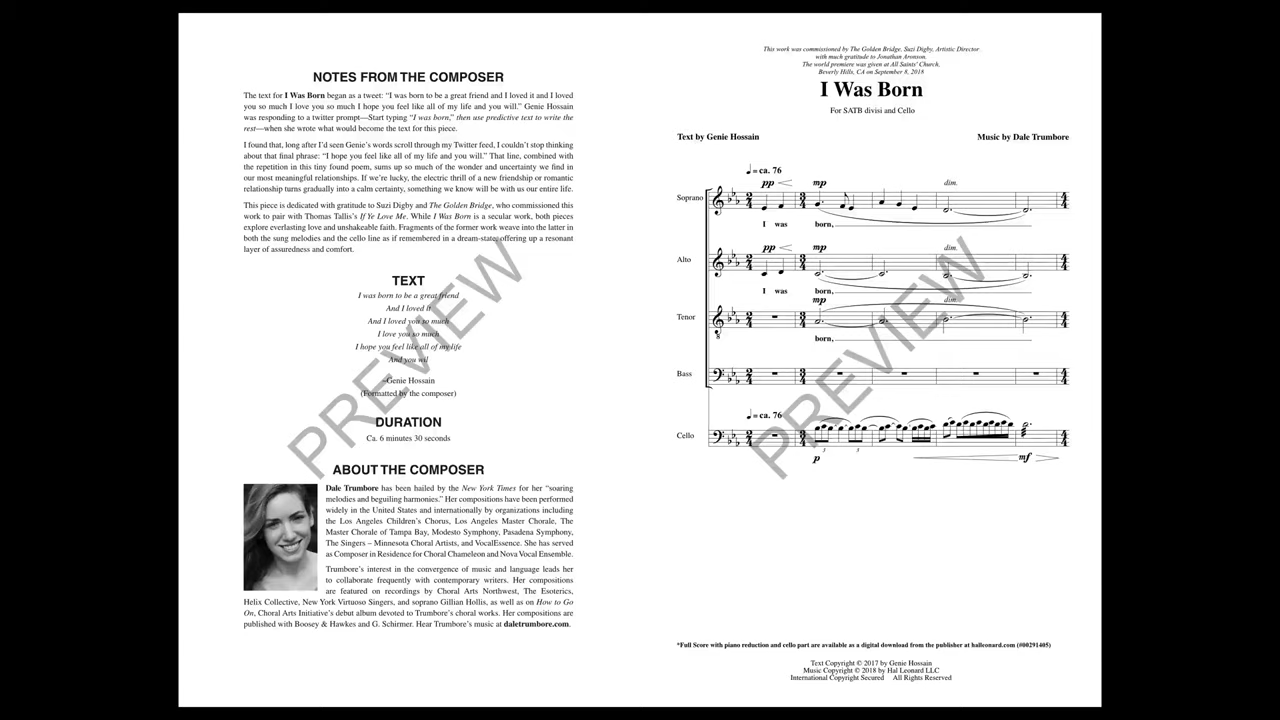 NOTES FROM THE COMPOSER
The text for I Was Born began as a tweet: “I was born to be a great friend and I loved it and I loved
you so much I love you so much I hope you feel like all of my life and you will.” Genie Hossain
was responding to a twitter prompt—Start typing “I was born,” then use predictive text to write the
rest—when she wrote what would become the text for this piece.
I found that, long after I’d seen Genie’s words scroll through my Twitter feed, I couldn’t stop thinking
about that final phrase: “I hope you feel like all of my life and you will.” That line, combined with
the repetition in this tiny found poem, sums up so much of the wonder and uncertainty we find in
our most meaningful relationships. If we’re lucky, the electric thrill of a new friendship or romantic
relationship turns gradually into a calm certainty, something we know will be with us our entire life.
This piece is dedicated with gratitude to Suzi Digby and The Golden Bridge, who commissioned this
work to pair with Thomas Tallis’s If Ye Love Me. While I Was Born is a secular work, both pieces
explore everlasting love and unshakeable faith. Fragments of the former work weave into the latter in
both the sung melodies and the cello line as if remembered in a dream-state, offering up a resonant
layer of assuredness and comfort.
TEXT
I was born to be a great friend
And I loved it
And I loved you so much
I love you so much
I hope you feel like all of my life
And you wil
–Genie Hossain
(Formatted by the composer)
DURATION
Ca. 6 minutes 30 seconds
ABOUT THE COMPOSER
Dale Trumbore has been hailed by the New York Times for her “soaring
melodies and beguiling harmonies.” Her compositions have been performed
widely in the United States and internationally by organizations including
the Los Angeles Children’s Chorus, Los Angeles Master Chorale, The
Master Chorale of Tampa Bay, Modesto Symphony, Pasadena Symphony,
The Singers – Minnesota Choral Artists, and VocalEssence. She has served
as Composer in Residence for Choral Chameleon and Nova Vocal Ensemble.
Trumbore’s interest in the convergence of music and language leads her
to collaborate frequently with contemporary writers. Her compositions
are featured on recordings by Choral Arts Northwest, The Esoterics,
Helix Collective, New York Virtuoso Singers, and soprano Gillian Hollis, as well as on How to Go
On, Choral Arts Initiative’s debut album devoted to Trumbore’s choral works. Her compositions are
published with Boosey & Hawkes and G. Schirmer. Hear Trumbore’s music at daletrumbore.com.
PREVIEW
This work was commissioned by The Golden Bridge, Suzi Digby, Artistic Director
with much gratitude to Jonathan Aronson.
The world premiere was given at All Saints’ Church,
Beverly Hills, CA on September 8, 2018
I Was Born
For SATB divisi and Cello
Text by Genie Hossain Music by Dale Trumbore
♩ = ca. 76
pp mp dim.
Soprano
I was born,
pp mp dim.
Alto
I was born,
mp dim.
Tenor
8
born,
Bass
♩ = ca. 76
Cello
3 3
p mf
PREVIEW
*Full Score with piano reduction and cello part are available as a digital download from the publisher at halleonard.com (#00291405)
Text Copyright © 2017 by Genie Hossain
Music Copyright © 2018 by Hal Leonard LLC
International Copyright Secured All Rights Reserved